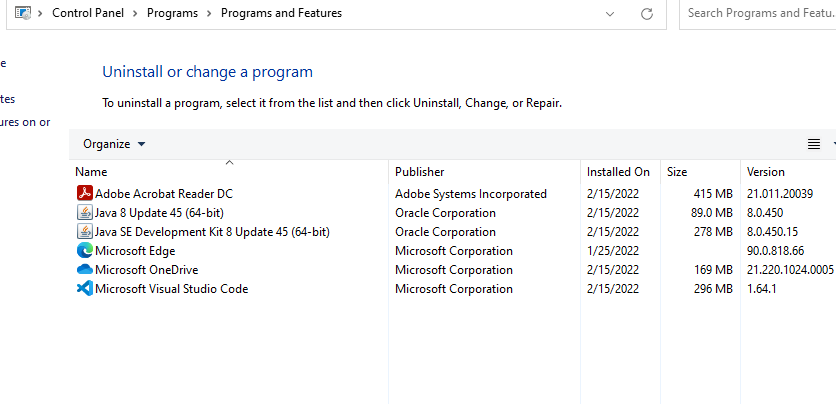 Control Panel > Programs > Programs and Features
Search Programs and Featu..
e
Uninstall or change a program
tes
To uninstall a program, select it from the list and then click Uninstall, Change, or Repair.
ures on or
Organize
Name Publisher Installed On Size Version
Adobe Acrobat Reader DC Adobe Systems Incorporated 2/15/2022 415 MB 21.011.20039
Java 8 Update 45 (64-bit) Oracle Corporation 2/15/2022 89.0 MB 8.0.450
Java SE Development Kit 8 Update 45 (64-bit) Oracle Corporation 2/15/2022 278 MB 8.0.450.15
Microsoft Edge Microsoft Corporation 1/25/2022 90.0.818.66
Microsoft OneDrive Microsoft Corporation 2/15/2022 169 MB 21.220.1024.0005
Microsoft Visual Studio Code Microsoft Corporation 2/15/2022 296 MB 1.64.1